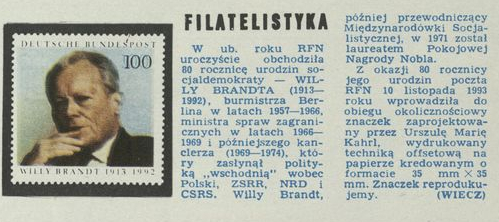 DEUTSCHE BUNDESPOST
100
WILLY BRANDT 1913-1992
FILATELISTYKA
W ub. roku RFN
uroczyście obchodziła
80 rocznicę urodzin so-
cjaldemokraty — WIL-
LY BRANDTA (1913—
1992), burmistrza Ber-
lina w latach 1957—1966,
ministra spraw zagrani-
cznych w latach 1966—
1969 i późniejszego kan-
clerza (1969—1974), któ-
ry zasłynął polity-
ką „wschodnią" wobec
Polski, ZSRR, NRD i
CSRS. Willy Brandt,
później przewodniczący
Międzynarodówki Socja-
listycznej, w 1971 został
laureatem Pokojowej
Nagrody Nobla.
Z okazji 80 rocznicy
jego urodzin poczta
RFN 10 listopada 1993
roku wprowadziła do
obiegu okolicznościowy
znaczek zaprojektowa-
ny przez Urszulę Marię
Kahrl, wydrukowany
techniką offsetową na
papierze kredowanym o
formacie 35 mm × 35
mm. Znaczek reproduku-
jemy. (WIECZ)